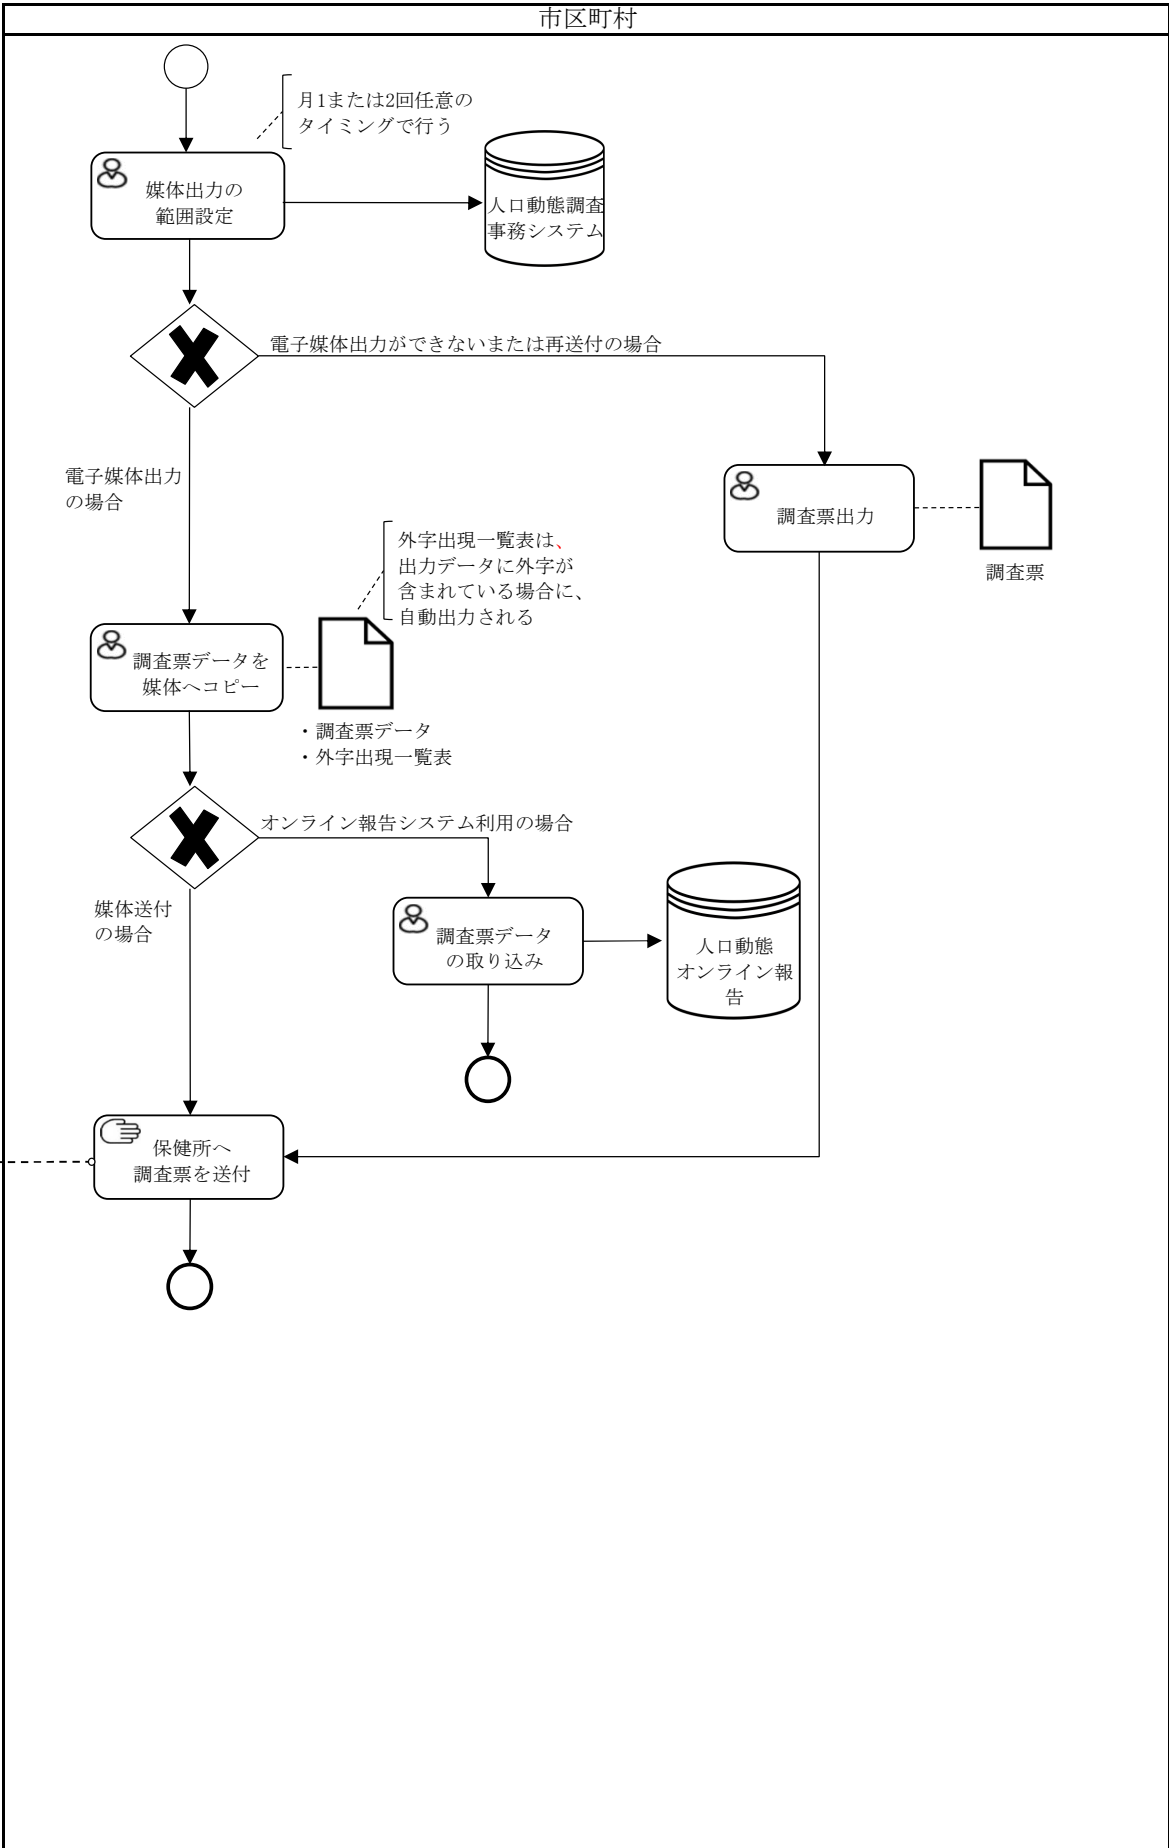 市区町村
月1または2回任意の
タイミングで行う
媒体出力の
範囲設定
人口動態調査
事務システム
電子媒体出力ができないまたは再送付の場合
電子媒体出力
の場合
調査票出力
調査票
外字出現一覧表は、
出力データに外字が
含まれている場合に、
自動出力される
調査票データを
媒体へコピー
・調査票データ
・外字出現一覧表
オンライン報告システム利用の場合
媒体送付
の場合
調査票データ
の取り込み
人口動態
オンライン報
告
保健所へ
調査票を送付